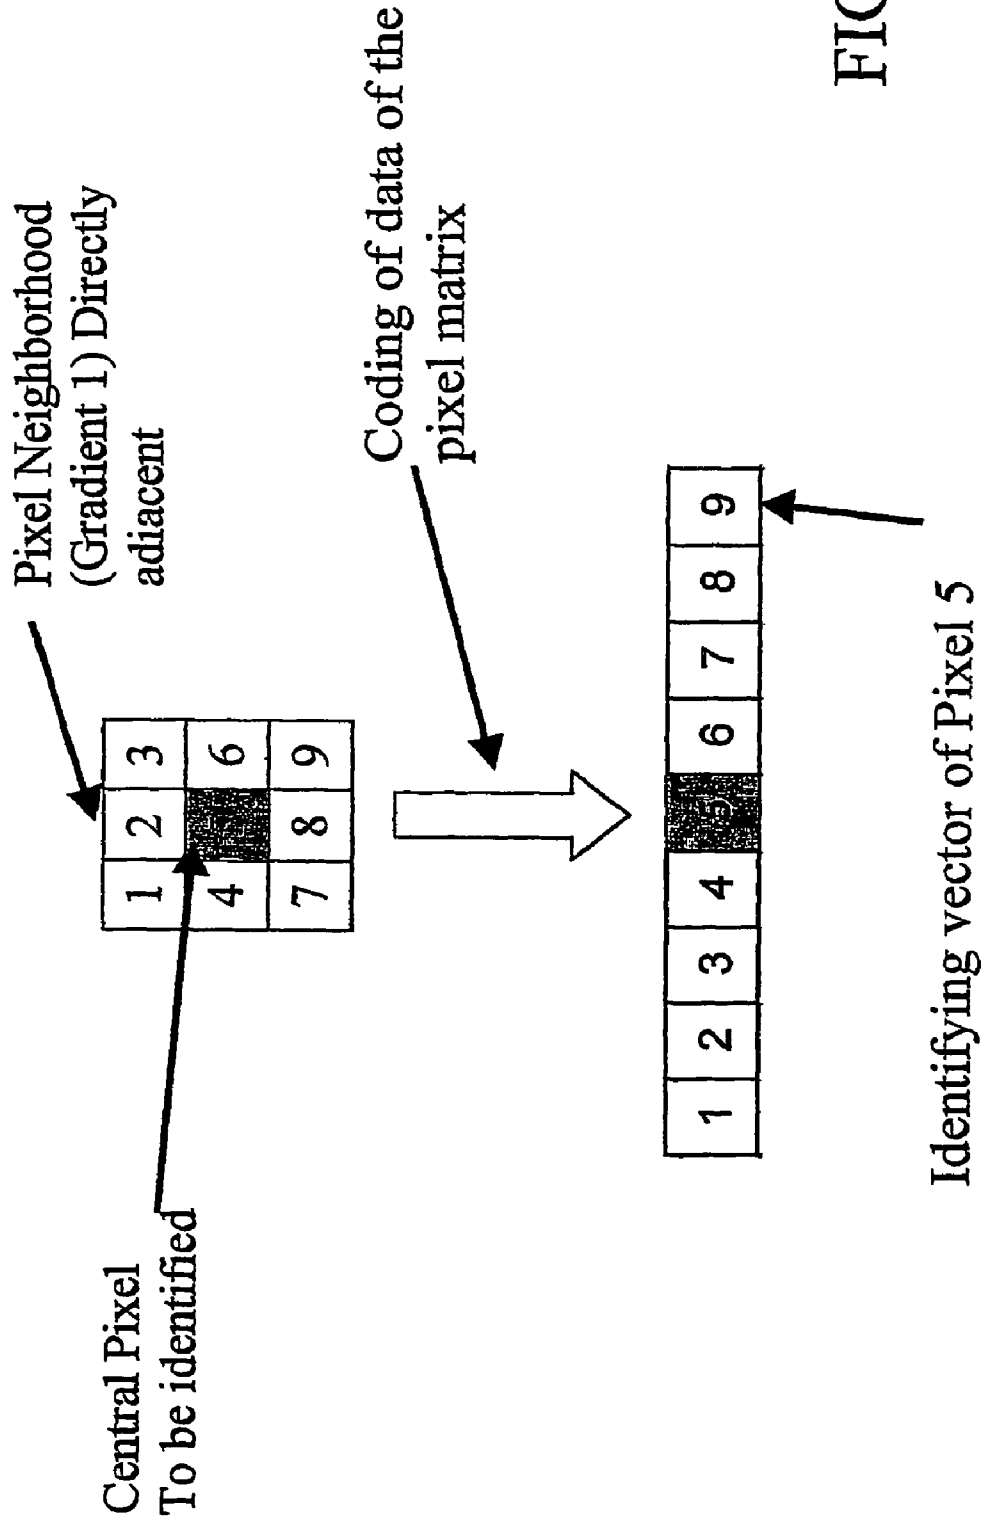 Pixel Neighborhood
(Gradient 1) Directly
adiacent
Central Pixel
To be identified
1 2 3
4 6
7 8 9
Coding of data of the
pixel matrix
1 2 3 4 5 6 7 8 9
Identifying vector of Pixel 5